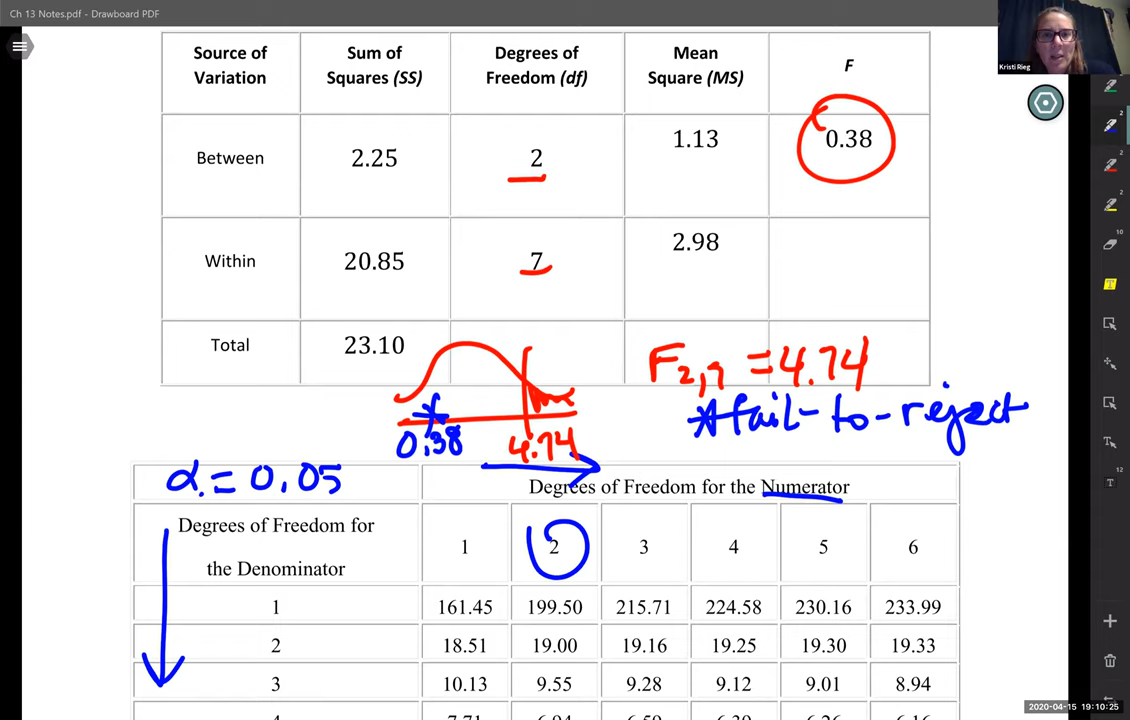 Ch 13 Notes.pdf - Drawboard PDF
Kristi Rieg
Source of Variation Sum of Squares (SS) Degrees of Freedom (df) Mean Square (MS) F
Between 2.25 2 1.13 0.38
Within 20.85 7 2.98
Total 23.10
F2,7 = 4.74
*fail-to-reject
0.38 4.74
α = 0.05
Degrees of Freedom for the Numerator
Degrees of Freedom for the Denominator 1 2 3 4 5 6
1 161.45 199.50 215.71 224.58 230.16 233.99
2 18.51 19.00 19.16 19.25 19.30 19.33
3 10.13 9.55 9.28 9.12 9.01 8.94
2020-04-15 19:10:25